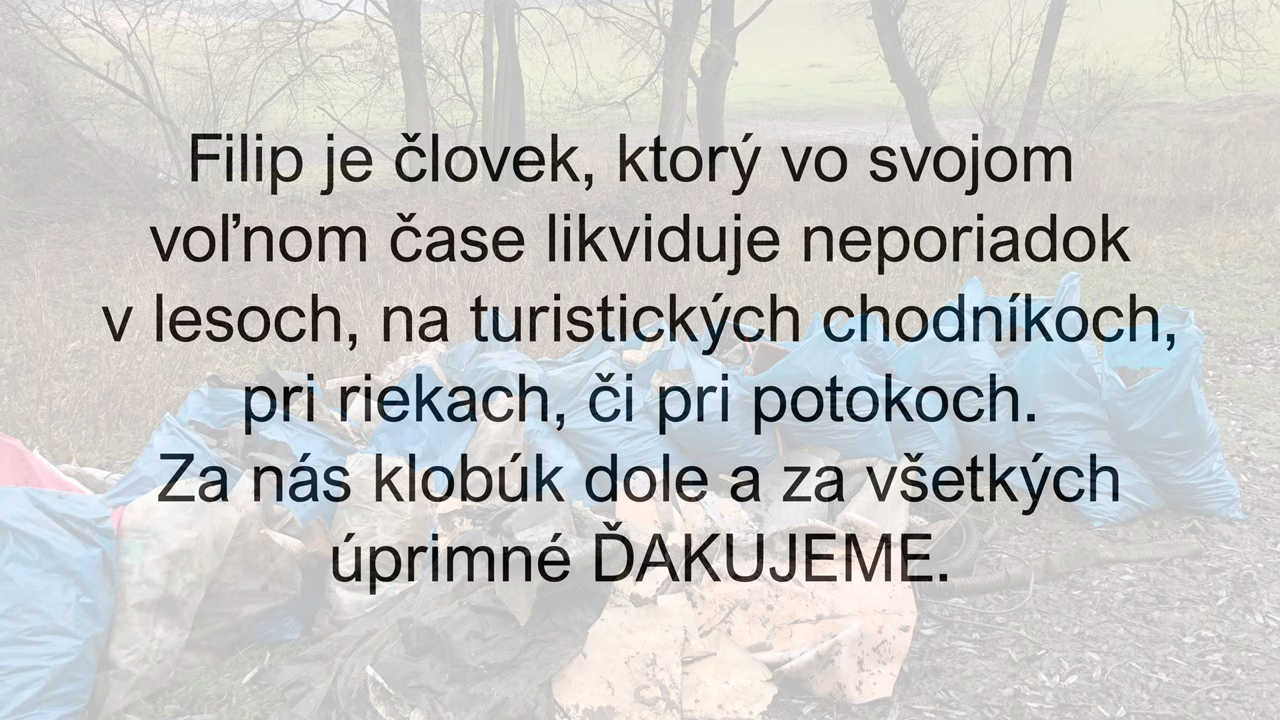 Filip je človek, ktorý vo svojom
voľnom čase likviduje neporiadok
v lesoch, na turistických chodníkoch,
pri riekach, či pri potokoch.
Za nás klobúk dole a za všetkých
úprimné ĎAKUJEME.